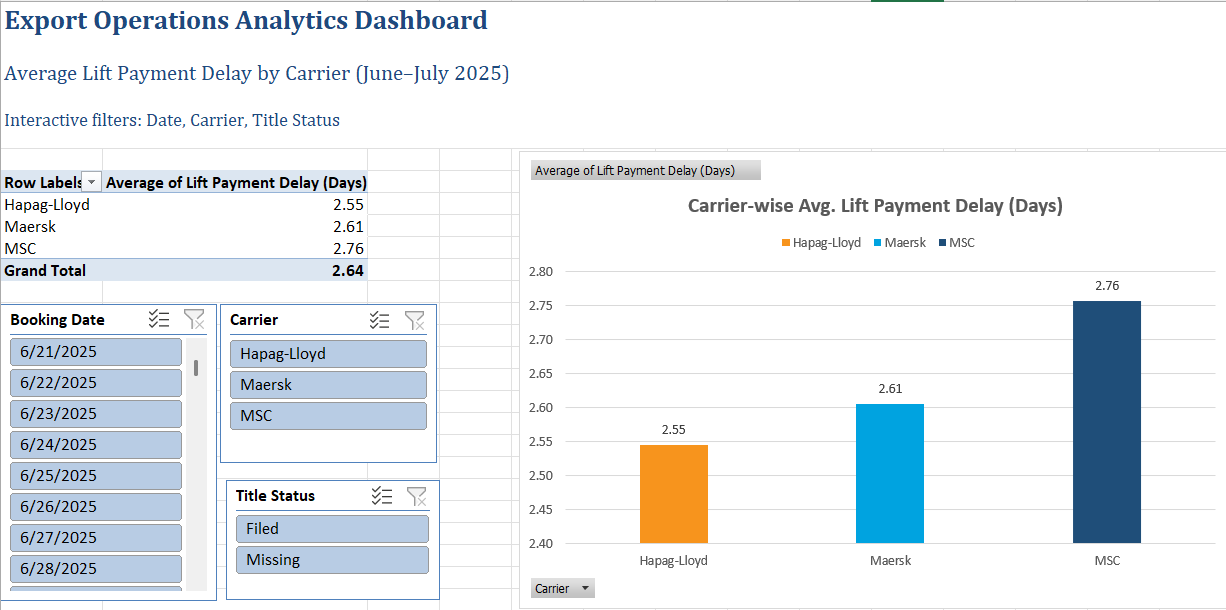 Export Operations Analytics Dashboard
Average Lift Payment Delay by Carrier (June–July 2025)
Interactive filters: Date, Carrier, Title Status
Row Labels Average of Lift Payment Delay (Days)
Hapag-Lloyd 2.55
Maersk 2.61
MSC 2.76
Grand Total 2.64
Booking Date
6/21/2025
6/22/2025
6/23/2025
6/24/2025
6/25/2025
6/26/2025
6/27/2025
6/28/2025
Carrier
Hapag-Lloyd
Maersk
MSC
Title Status
Filed
Missing
Average of Lift Payment Delay (Days)
Carrier-wise Avg. Lift Payment Delay (Days)
Hapag-Lloyd Maersk MSC
2.80
2.75
2.70
2.65
2.60
2.55
2.50
2.45
2.40
2.55
2.61
2.76
Hapag-Lloyd Maersk MSC
Carrier